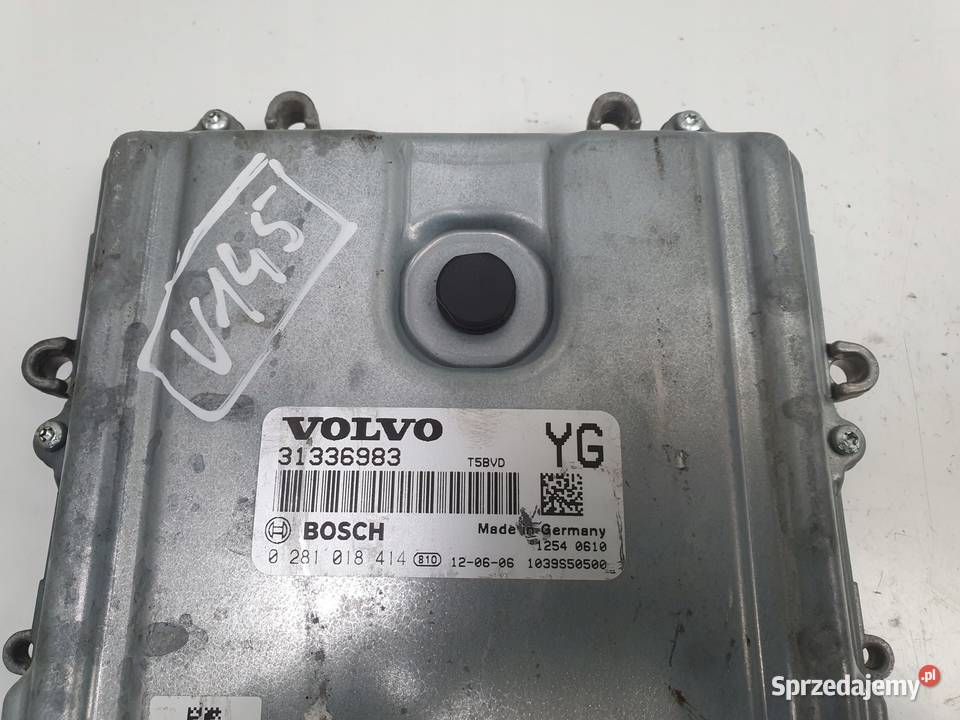 V145
VOLVO
YG
31336983 T5BVD
BOSCH Made in Germany
1254 0610
0 281 018 414 810 12-06-06 1039S50500
Sprzedajemy.pl